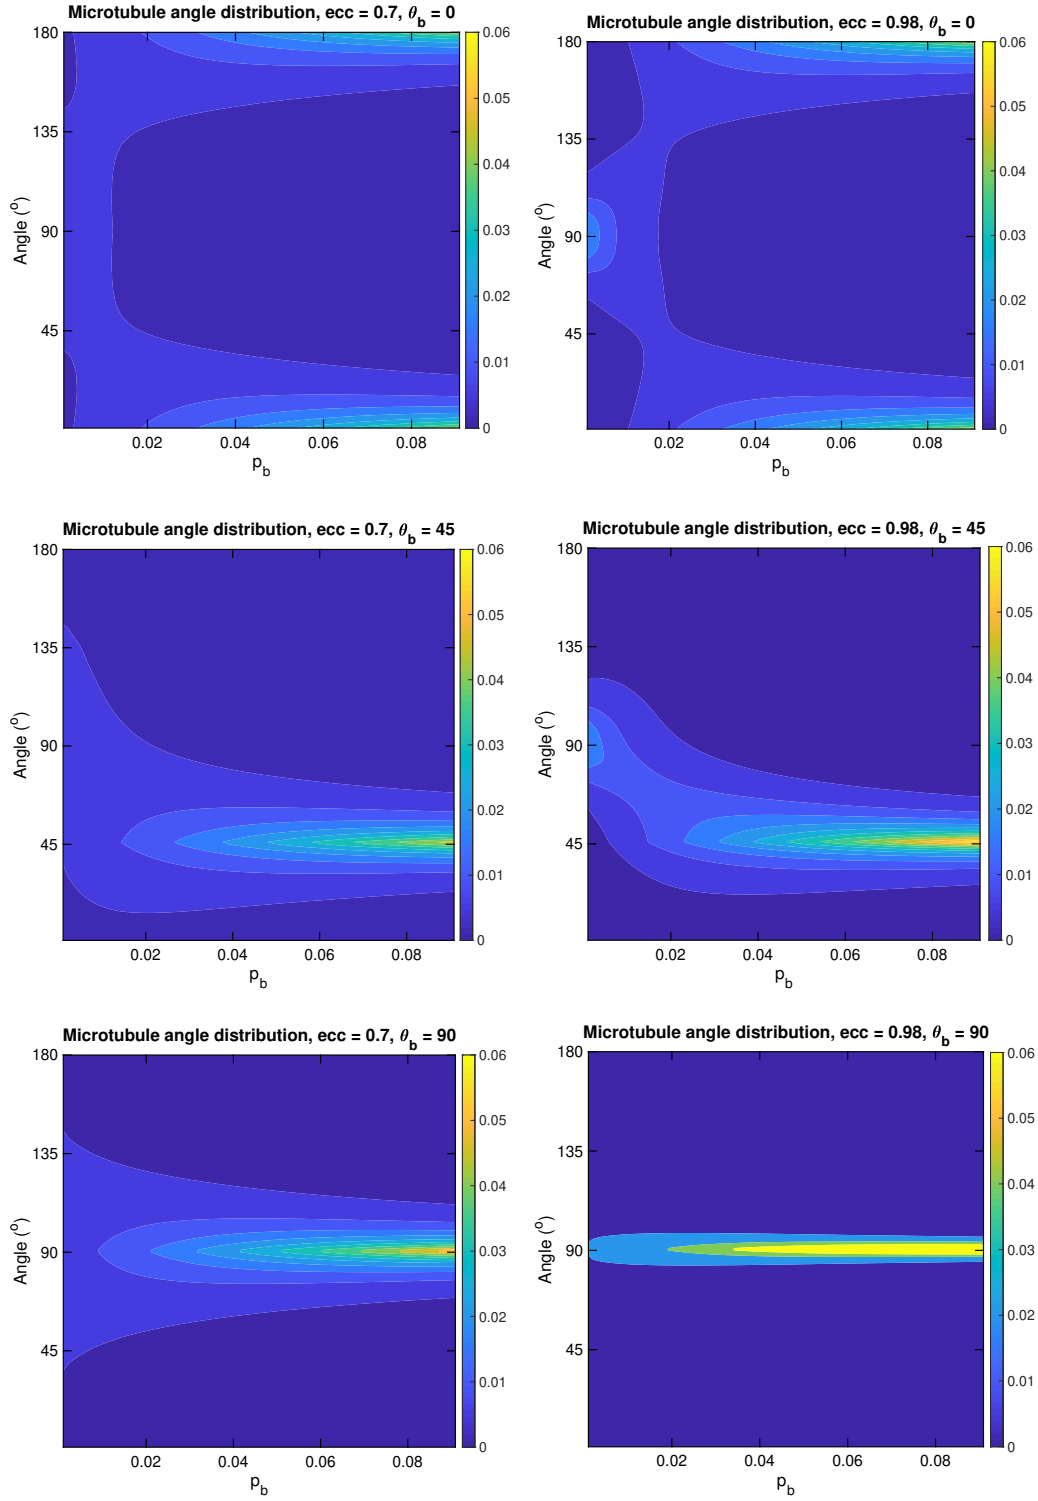 Microtubule angle distribution, ecc = 0.7, θb = 0
180
135
90
45
Angle (o)
0.02 0.04 0.06 0.08
pb
0.06
0.05
0.04
0.03
0.02
0.01
0
Microtubule angle distribution, ecc = 0.98, θb = 0
180
135
90
45
Angle (o)
0.02 0.04 0.06 0.08
pb
0.06
0.05
0.04
0.03
0.02
0.01
0
Microtubule angle distribution, ecc = 0.7, θb = 45
180
135
90
45
Angle (o)
0.02 0.04 0.06 0.08
pb
0.06
0.05
0.04
0.03
0.02
0.01
0
Microtubule angle distribution, ecc = 0.98, θb = 45
180
135
90
45
Angle (o)
0.02 0.04 0.06 0.08
pb
0.06
0.05
0.04
0.03
0.02
0.01
0
Microtubule angle distribution, ecc = 0.7, θb = 90
180
135
90
45
Angle (o)
0.02 0.04 0.06 0.08
pb
0.06
0.05
0.04
0.03
0.02
0.01
0
Microtubule angle distribution, ecc = 0.98, θb = 90
180
135
90
45
Angle (o)
0.02 0.04 0.06 0.08
pb
0.06
0.05
0.04
0.03
0.02
0.01
0